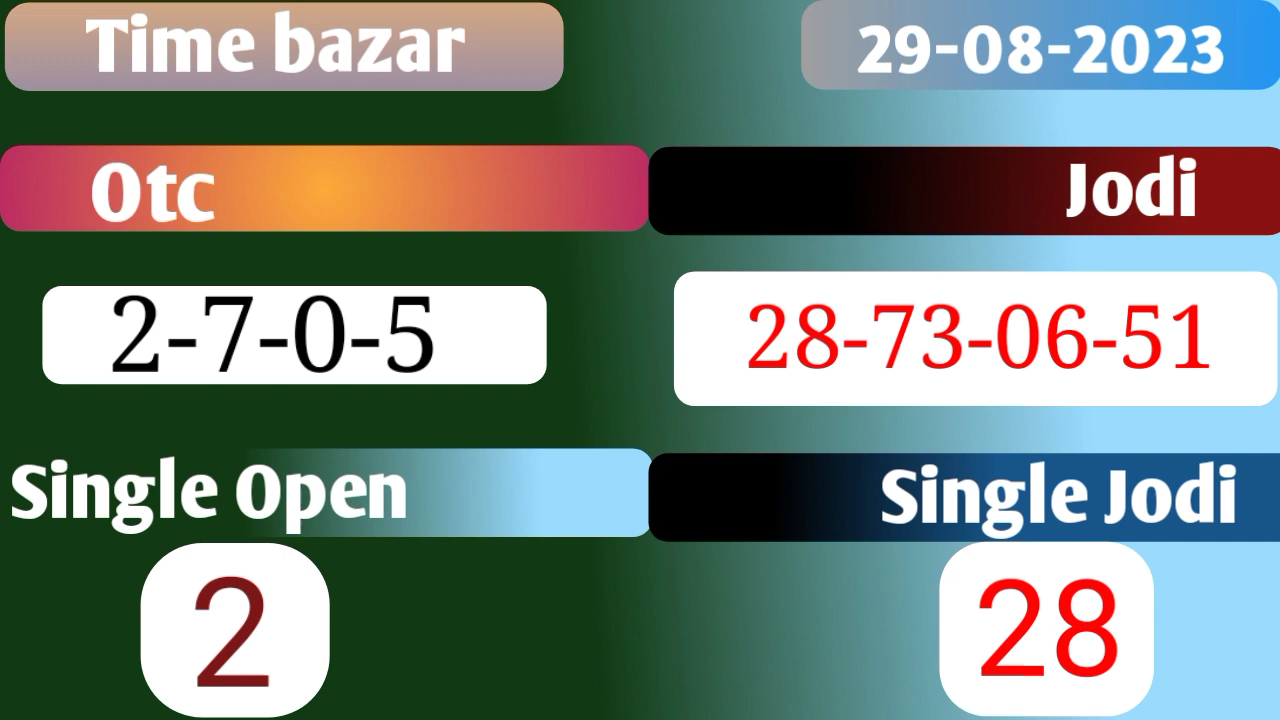 Time bazar
29-08-2023
Otc
Jodi
2-7-0-5
28-73-06-51
Single Open
Single Jodi
2
28